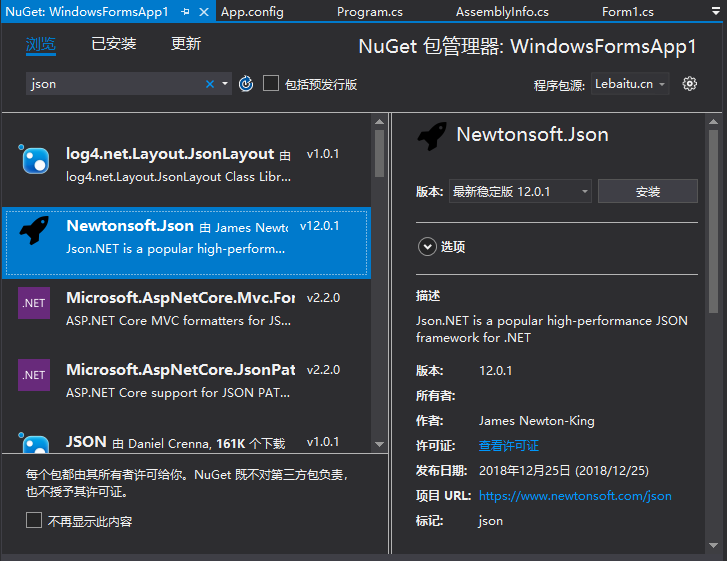 NuGet: WindowsFormsApp1 App.config Program.cs AssemblyInfo.cs Form1.cs
浏览 已安装 更新 NuGet 包管理器: WindowsFormsApp1
json 包括预发行版 程序包源: Lebaitu.cn
log4.net.Layout.JsonLayout 由 v1.0.1
log4.net.Layout.JsonLayout Class Libr...
Newtonsoft.Json 由 James Newtc v12.0.1
Json.NET is a popular high-perform...
Microsoft.AspNetCore.Mvc.For v2.2.0
ASP.NET Core MVC formatters for JS...
.NET
Microsoft.AspNetCore.JsonPat v2.2.0
ASP.NET Core support for JSON PAT...
.NET
JSON 由 Daniel Crenna, 161K 个下载 v1.0.1
每个包都由其所有者许可给你。NuGet 既不对第三方包负责，
也不授予其许可证。
不再显示此内容
Newtonsoft.Json
版本: 最新稳定版 12.0.1 安装
选项
描述
Json.NET is a popular high-performance JSON
framework for .NET
版本: 12.0.1
所有者:
作者: James Newton-King
许可证: 查看许可证
发布日期: 2018年12月25日 (2018/12/25)
项目 URL: https://www.newtonsoft.com/json
标记: json